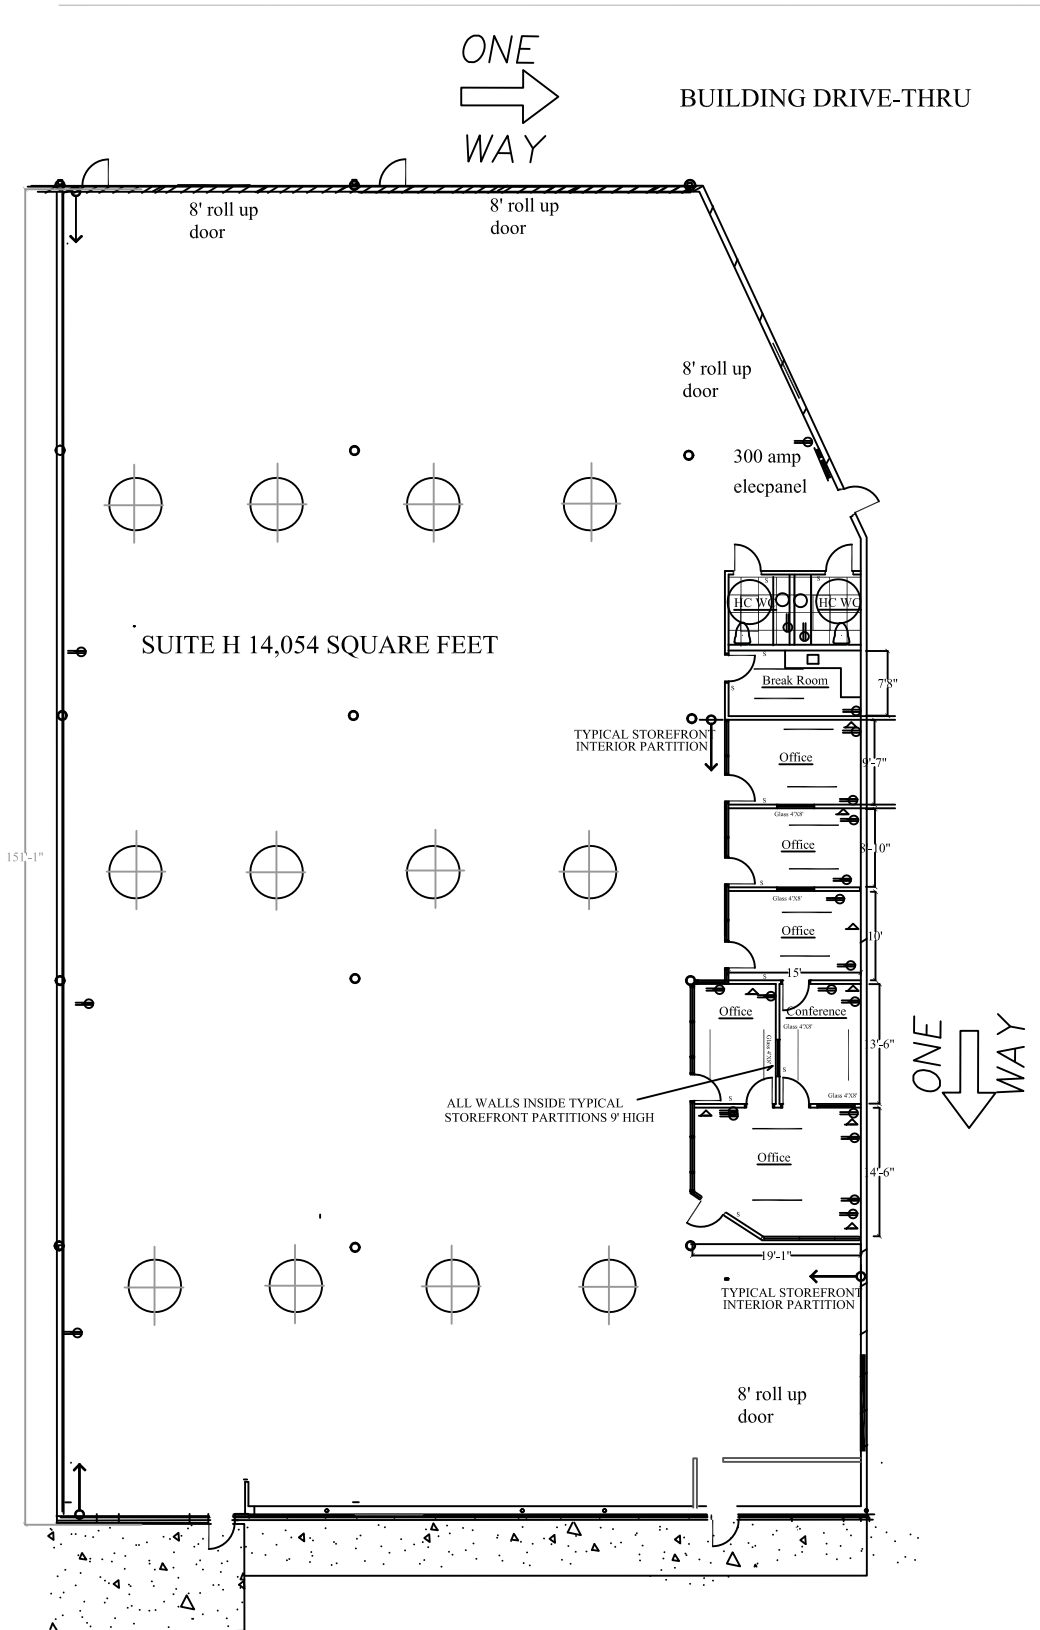 ONE
WAY
BUILDING DRIVE-THRU
8' roll up
door
8' roll up
door
8' roll up
door
300 amp
elecpanel
S
S
HC WC
HC WC
SUITE H 14,054 SQUARE FEET
S
Break Room
S
7'8"
TYPICAL STOREFRONT
INTERIOR PARTITION
Office
9'-7"
S
Glass 4'X8'
Office
8-10"
151'-1"
S
Glass 4'X8'
Office
10'
S
15'
Office
Conference
Glass 4'X8'
Glass 4'X8'
13'-6"
ONE
WAY
S
S
Glass 4'X8'
ALL WALLS INSIDE TYPICAL
STOREFRONT PARTITIONS 9' HIGH
Office
14'-6"
S
19'-1"
TYPICAL STOREFRONT
INTERIOR PARTITION
8' roll up
door